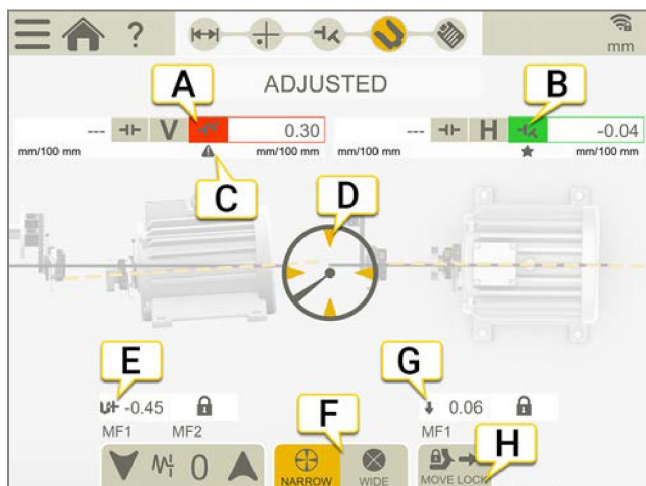 ?
mm
ADJUSTED
A
B
--- V 0.30
--- H -0.04
mm/100 mm mm/100 mm mm/100 mm mm/100 mm
C
D
E
G
-0.45
0.06
MF1 MF2
MF1
F
H
0
NARROW WIDE
MOVE LOCK